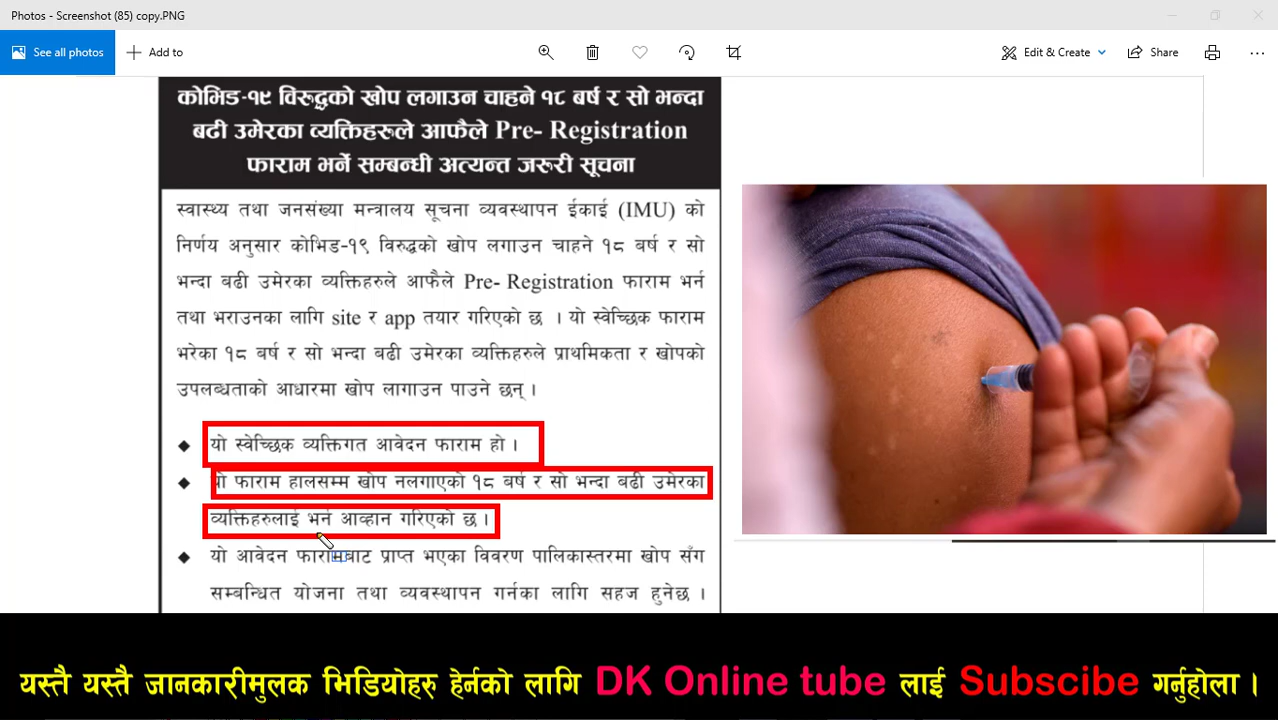 Photos - Screenshot (85) copy.PNG
See all photos
Add to
Edit & Create
Share
कोभिड-१९ विरूद्धको खोप लगाउन चाहने १८ बर्ष र सो भन्दा
बढी उमेरका व्यक्तिहरूले आफैले Pre- Registration
फाराम भर्ने सम्बन्धी अत्यन्त जरूरी सूचना
स्वास्थ्य तथा जनसंख्या मन्त्रालय सूचना व्यवस्थापन ईकाई (IMU) को
निर्णय अनुसार कोभिड-१९ विरुद्धको खोप लगाउन चाहने १८ बर्ष र सो
भन्दा बढी उमेरका व्यक्तिहरुले आफैले Pre- Registration फाराम भर्न
तथा भराउनका लागि site र app तयार गरिएको छ । यो स्वेच्छिक फाराम
भरेका १८ बर्ष र सो भन्दा बढी उमेरका व्यक्तिहरुले प्राथमिकता र खोपको
उपलब्धताको आधारमा खोप लागाउन पाउने छन् ।
◆ यो स्वेच्छिक व्यक्तिगत आवेदन फाराम हो ।
◆ यो फाराम हालसम्म खोप नलगाएको १८ बर्ष र सो भन्दा बढी उमेरका
व्यक्तिहरुलाई भर्न आव्हान गरिएको छ ।
◆ यो आवेदन फारामबाट प्राप्त भएका विवरण पालिकास्तरमा खोप सँग
सम्बन्धित योजना तथा व्यवस्थापन गर्नका लागि सहज हुनेछ ।
यस्तै यस्तै जानकारीमुलक भिडियोहरु हेर्नको लागि DK Online tube लाई Subscibe गर्नुहोला ।